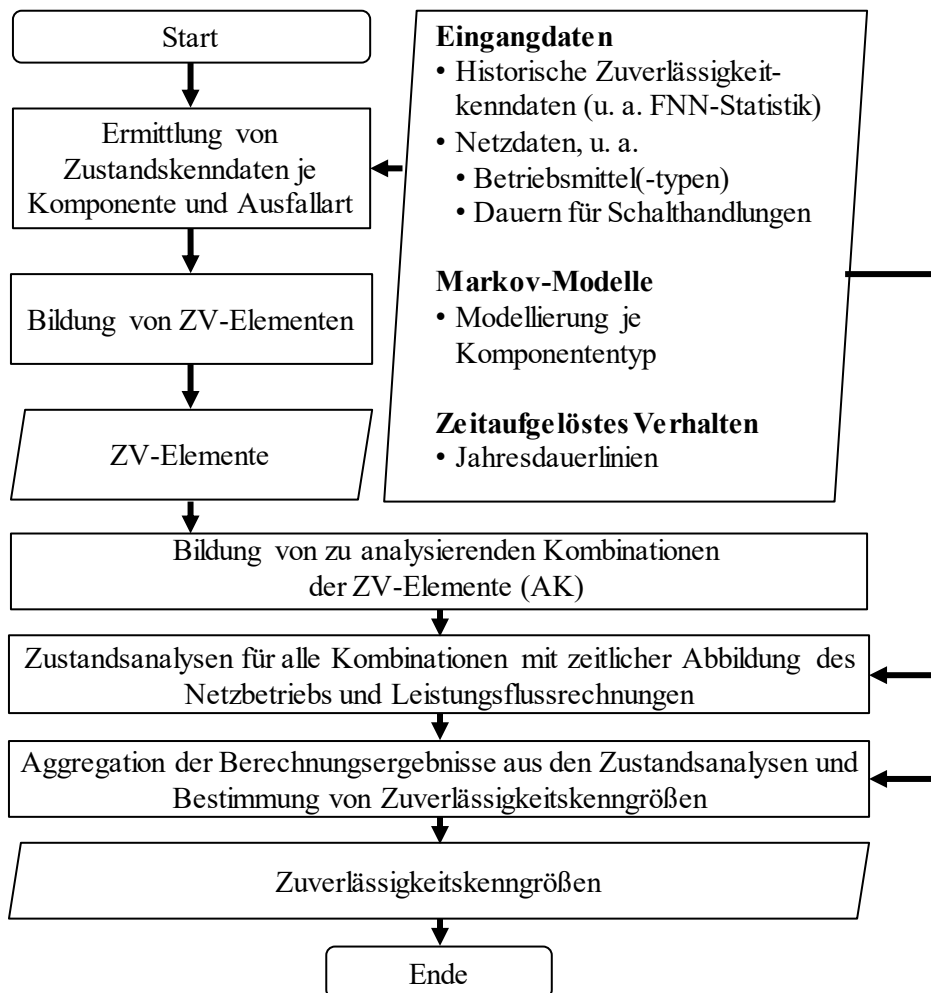 Start
Ermittlung von
Zustandskenndaten je
Komponente und Ausfallart
Bildung von ZV-Elementen
ZV-Elemente
Eingangdaten
• Historische Zuverlässigkeit-
kenndaten (u. a. FNN-Statistik)
• Netzdaten, u. a.
• Betriebsmittel(-typen)
• Dauern für Schalthandlungen
Markov-Modelle
• Modellierung je
Komponententyp
Zeitaufgelöstes Verhalten
• Jahresdauerlinien
Bildung von zu analysierenden Kombinationen
der ZV-Elemente (AK)
Zustandsanalysen für alle Kombinationen mit zeitlicher Abbildung des
Netzbetriebs und Leistungsflussrechnungen
Aggregation der Berechnungsergebnisse aus den Zustandsanalysen und
Bestimmung von Zuverlässigkeitskenngrößen
Zuverlässigkeitskenngrößen
Ende